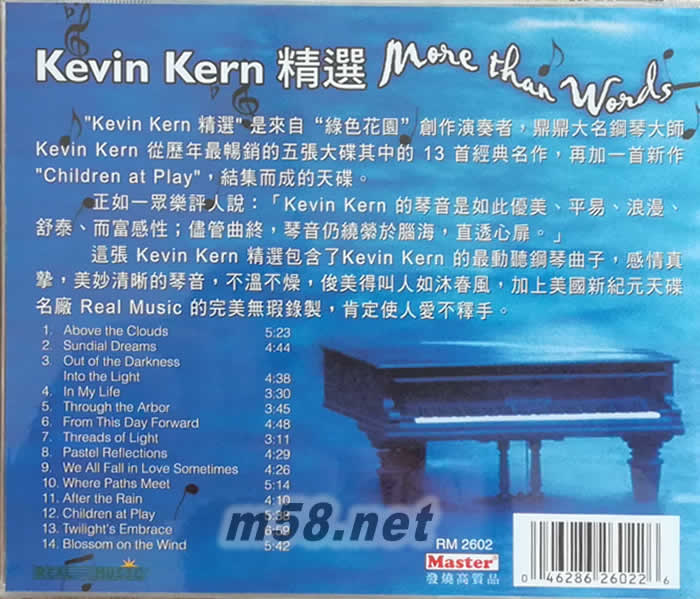 Kevin Kern 精選 More than Words
"Kevin Kern 精選" 是來自 “綠色花園” 創作演奏者，鼎鼎大名鋼琴大師
Kevin Kern 從歷年最暢銷的五張大碟其中的 13 首經典名作，再加一首新作
"Children at Play"，結集而成的天碟。
正如一眾樂評人說：「Kevin Kern 的琴音是如此優美、平易、浪漫、
舒泰、而富感性；儘管曲終，琴音仍繞縈於腦海，直透心扉。」
這張 Kevin Kern 精選包含了Kevin Kern 的最動聽鋼琴曲子，感情真
摯，美妙清晰的琴音，不溫不燥，俊美得叫人如沐春風，加上美國新紀元天碟
名廠 Real Music 的完美無瑕錄製，肯定使人愛不釋手。
1. Above the Clouds 5:23
2. Sundial Dreams 4:44
3. Out of the Darkness
Into the Light 4:38
4. In My Life 3:30
5. Through the Arbor 3:45
6. From This Day Forward 4:48
7. Threads of Light 3:11
8. Pastel Reflections 4:29
9. We All Fall in Love Sometimes 4:26
10. Where Paths Meet 5:14
11. After the Rain 4:10
12. Children at Play 5:38
13. Twilight's Embrace 6:59
14. Blossom on the Wind 5:42
m58.net
REAL MUSIC
RM 2602
Master
發燒高質品
0 46286 26022 6